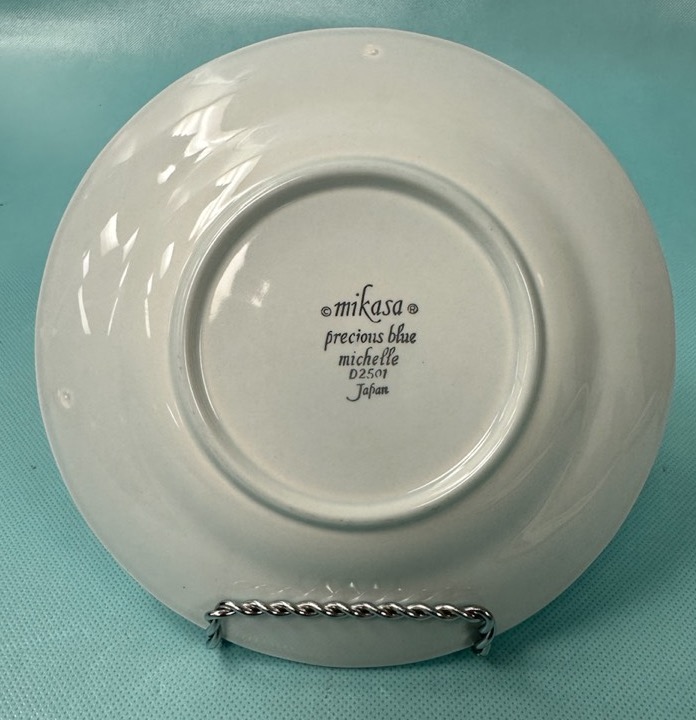 © mikasa ®
precious blue
michelle
D2501
Japan